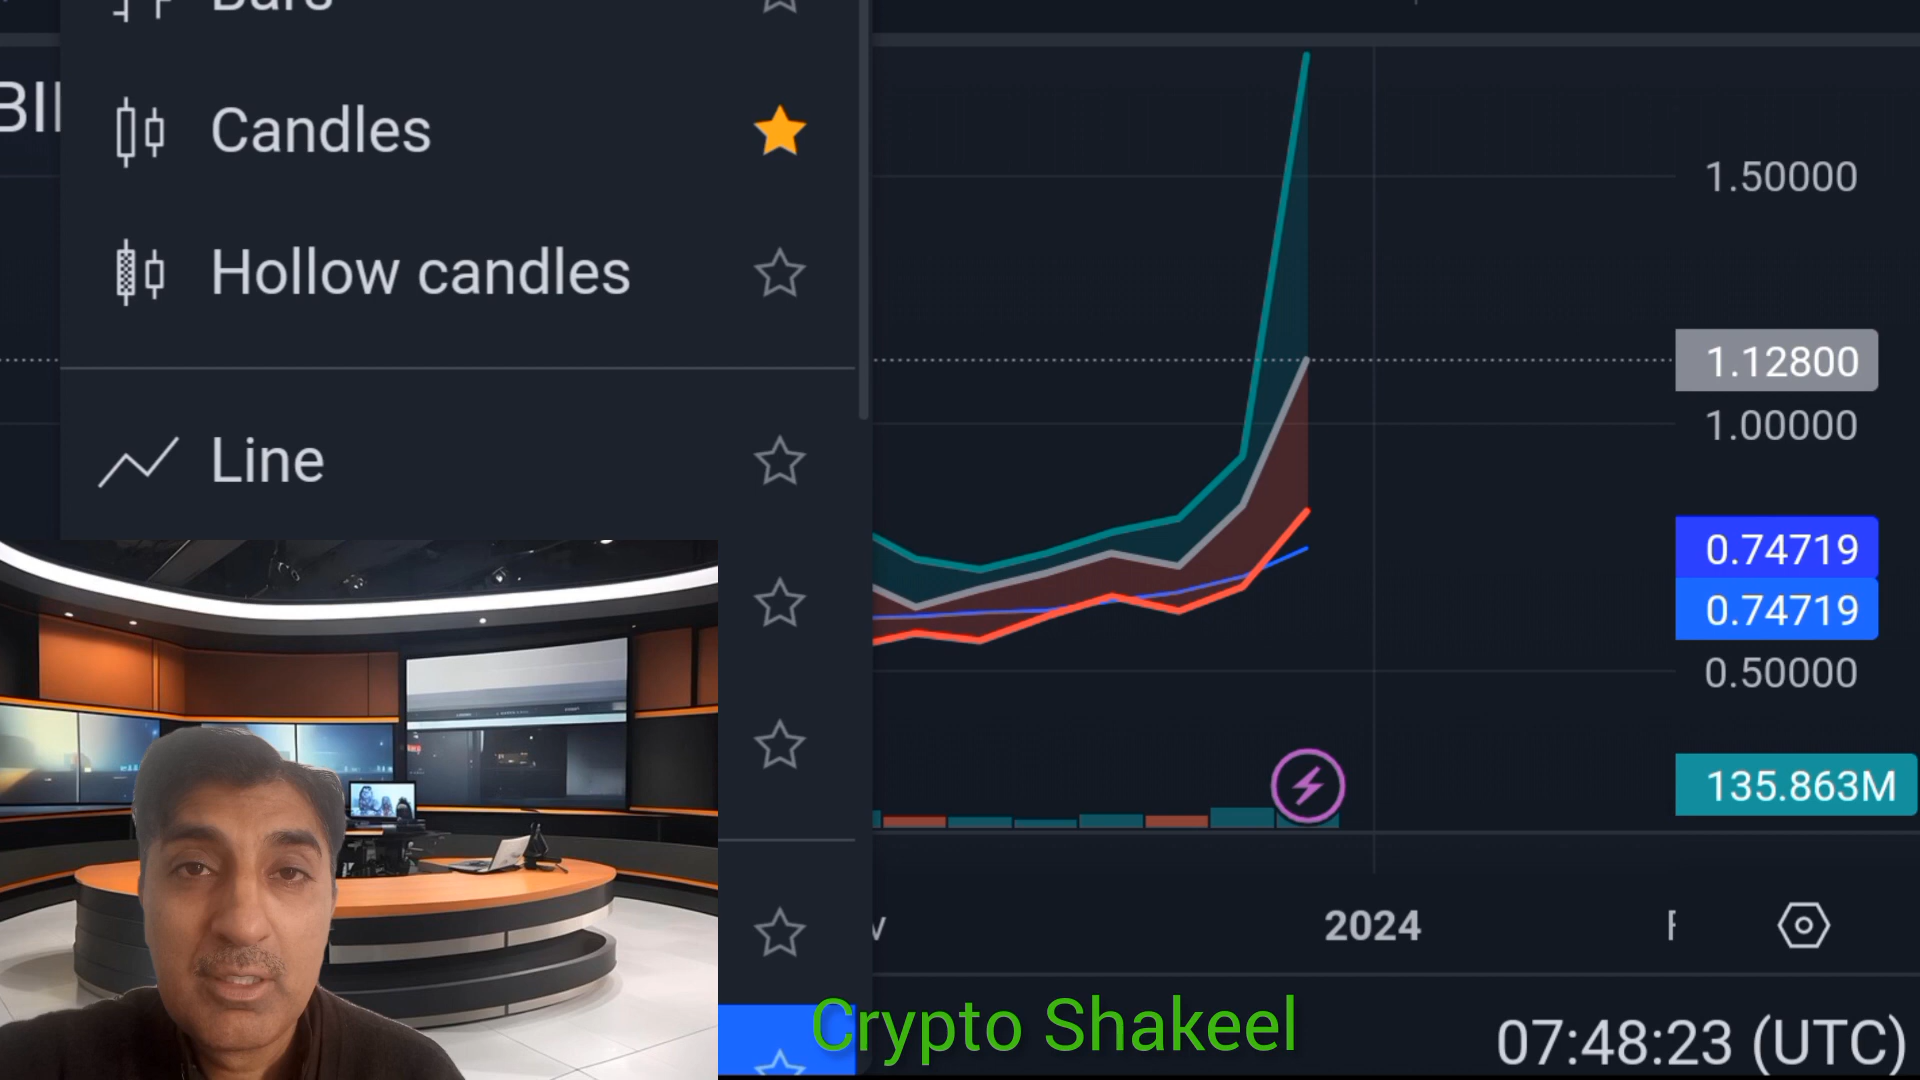 Bars
Candles
Hollow candles
Line
1.50000
1.12800
1.00000
0.74719
0.74719
0.50000
135.863M
2024
Crypto Shakeel
07:48:23 (UTC)